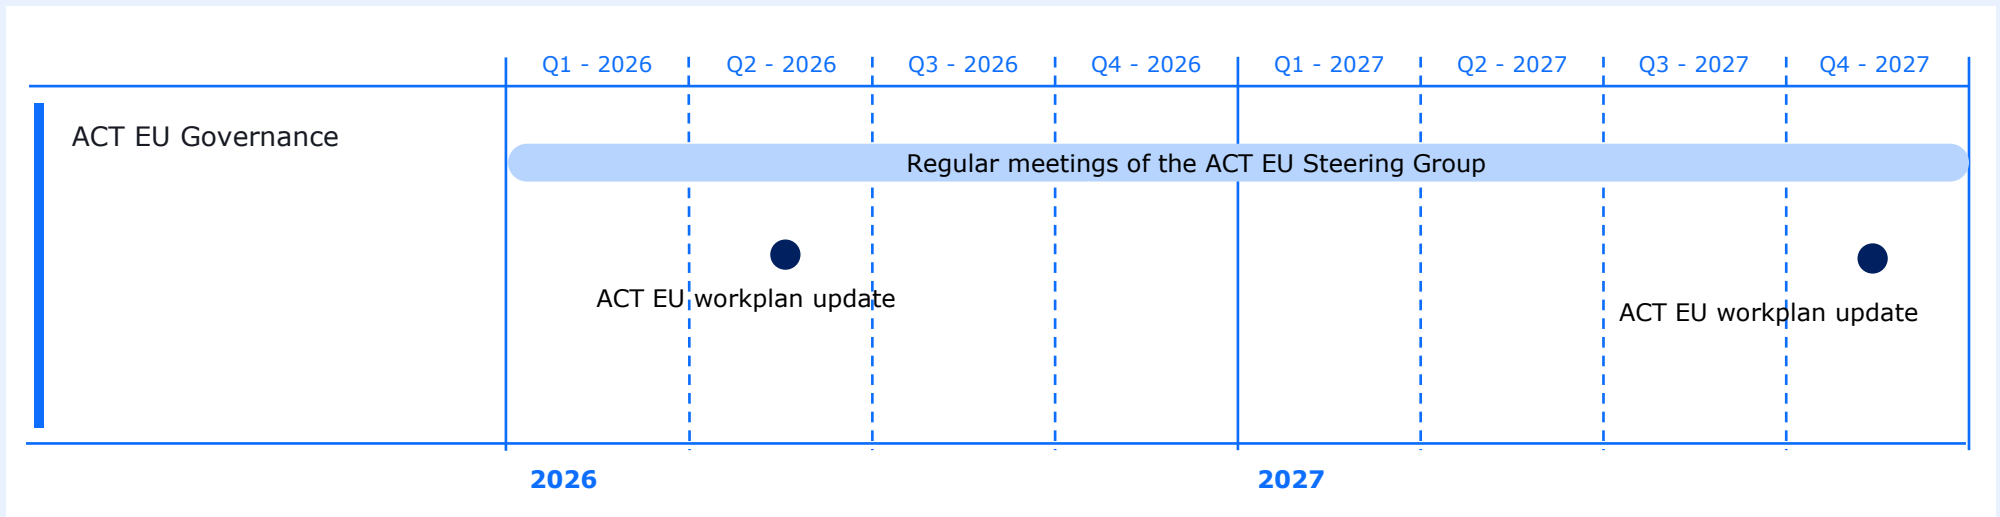 Q1 - 2026 Q2 - 2026 Q3 - 2026 Q4 - 2026 Q1 - 2027 Q2 - 2027 Q3 - 2027 Q4 - 2027
ACT EU Governance
Regular meetings of the ACT EU Steering Group
ACT EU workplan update
ACT EU workplan update
2026 2027